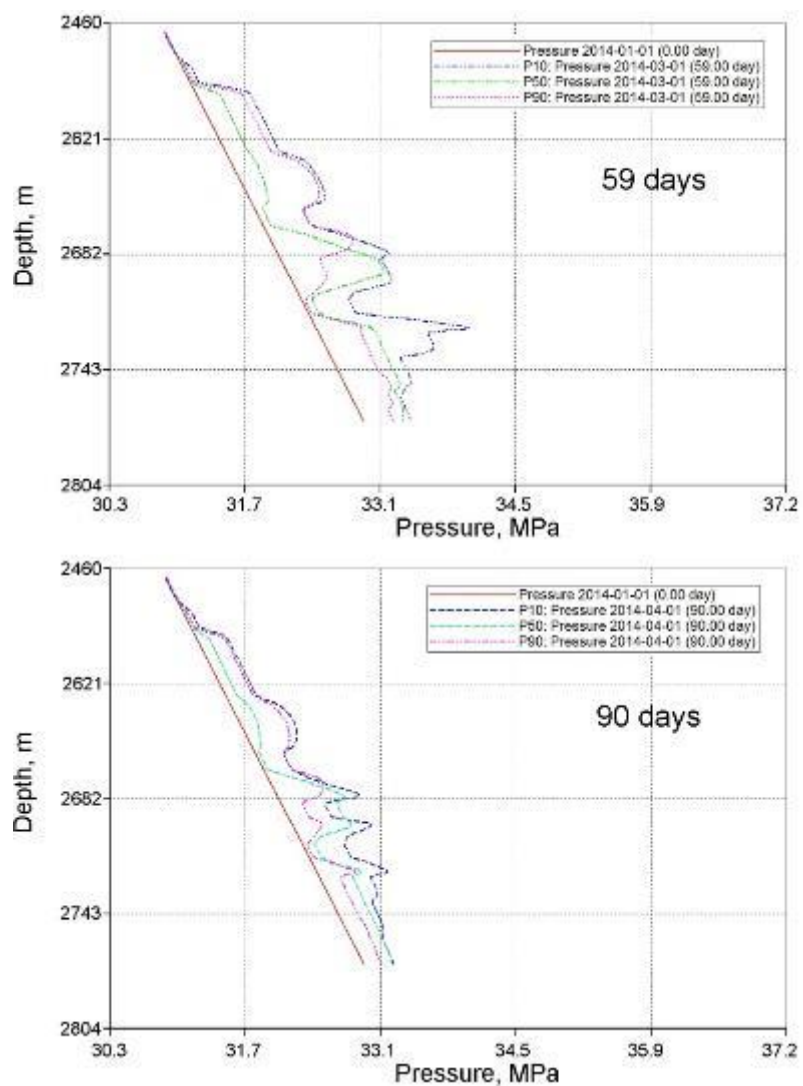 2460
2621
2682
2743
2804
Depth, m
Pressure 2014-01-01 (0.00 day)
P10: Pressure 2014-03-01 (59.00 day)
P50: Pressure 2014-03-01 (59.00 day)
P90: Pressure 2014-03-01 (59.00 day)
59 days
30.3 31.7 33.1 34.5 35.9 37.2
Pressure, MPa
2460
2621
2682
2743
2804
Depth, m
Pressure 2014-01-01 (0.00 day)
P10: Pressure 2014-04-01 (90.00 day)
P50: Pressure 2014-04-01 (90.00 day)
P90: Pressure 2014-04-01 (90.00 day)
90 days
30.3 31.7 33.1 34.5 35.9 37.2
Pressure, MPa